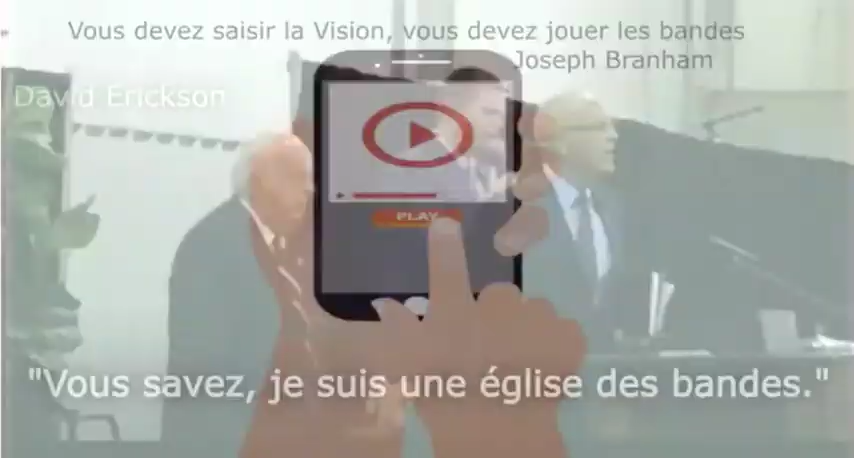 Vous devez saisir la Vision, vous devez jouer les bandes
Joseph Branham
David Erickson
PLAY
"Vous savez, je suis une église des bandes."